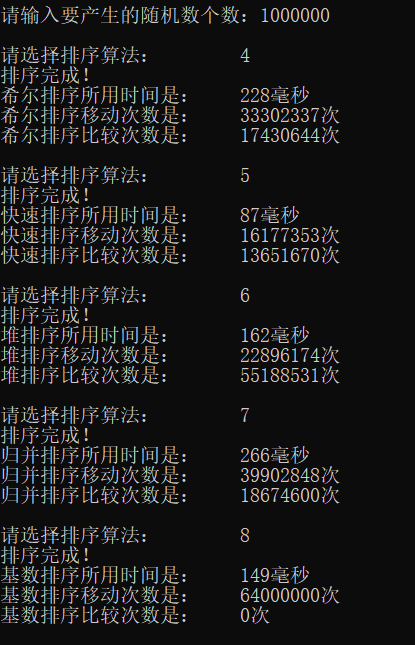 请输入要产生的随机数个数：1000000
请选择排序算法： 4
排序完成！
希尔排序所用时间是： 228毫秒
希尔排序移动次数是： 33302337次
希尔排序比较次数是： 17430644次
请选择排序算法： 5
排序完成！
快速排序所用时间是： 87毫秒
快速排序移动次数是： 16177353次
快速排序比较次数是： 13651670次
请选择排序算法： 6
排序完成！
堆排序所用时间是： 162毫秒
堆排序移动次数是： 22896174次
堆排序比较次数是： 55188531次
请选择排序算法： 7
排序完成！
归并排序所用时间是： 266毫秒
归并排序移动次数是： 39902848次
归并排序比较次数是： 18674600次
请选择排序算法： 8
排序完成！
基数排序所用时间是： 149毫秒
基数排序移动次数是： 64000000次
基数排序比较次数是： 0次